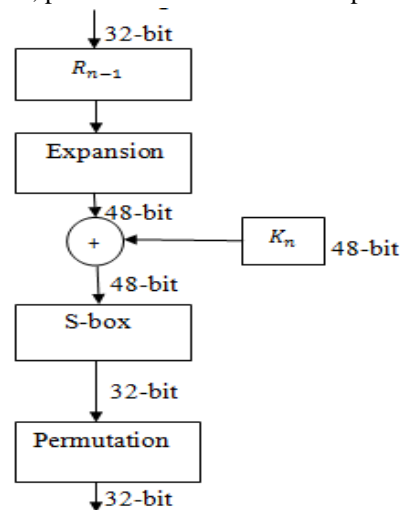 32-bit
R_{n-1}
Expansion
48-bit
+
K_n
48-bit
48-bit
S-box
32-bit
Permutation
32-bit